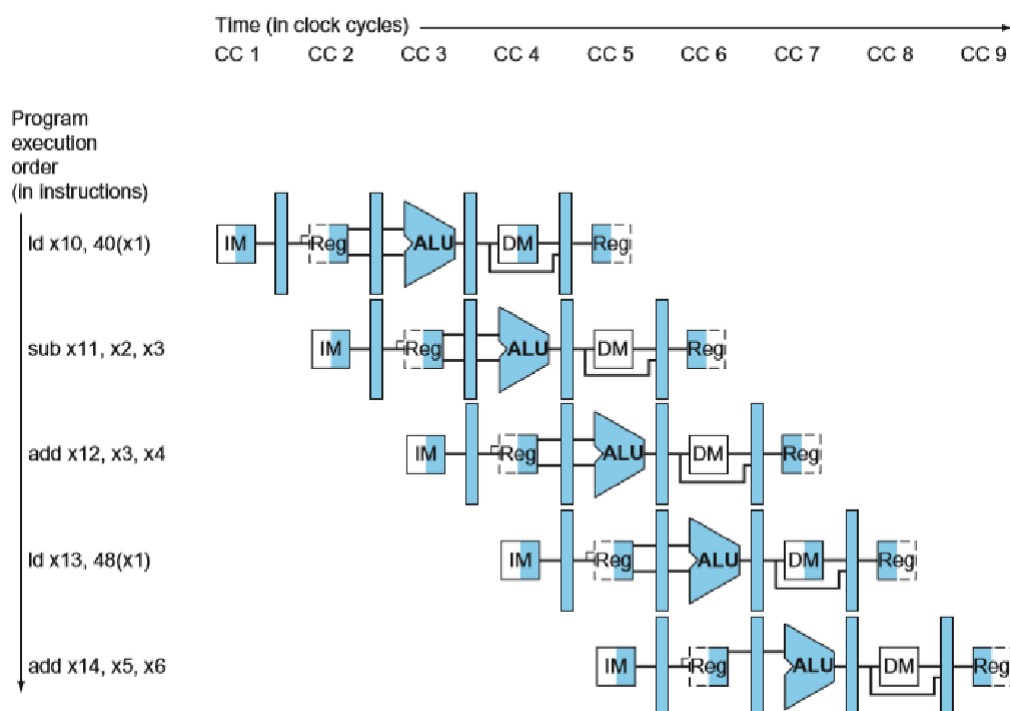 Time (in clock cycles)
CC 1 CC 2 CC 3 CC 4 CC 5 CC 6 CC 7 CC 8 CC 9
Program
execution
order
(in instructions)
ld x10, 40(x1) IM Reg ALU DM Reg
sub x11, x2, x3 IM Reg ALU DM Reg
add x12, x3, x4 IM Reg ALU DM Reg
ld x13, 48(x1) IM Reg ALU DM Reg
add x14, x5, x6 IM Reg ALU DM Reg